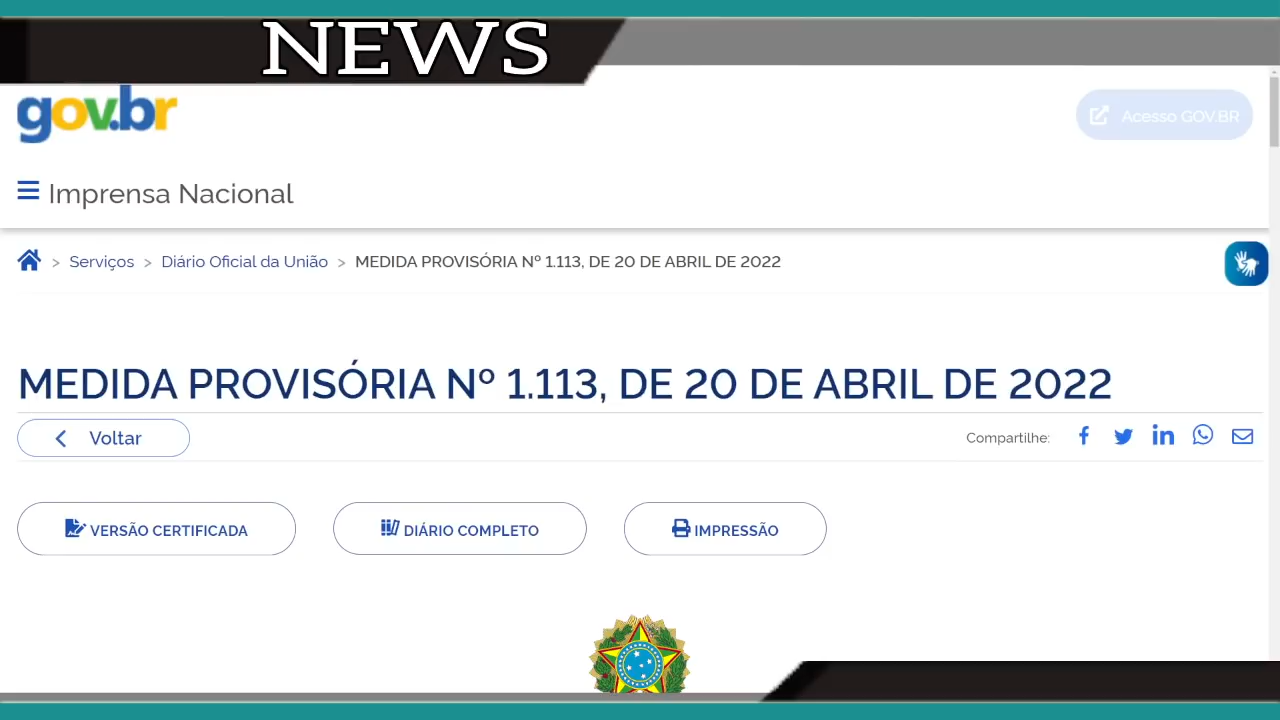 NEWS
gov.br
Acesso GOV.BR
Imprensa Nacional
> Serviços > Diário Oficial da União > MEDIDA PROVISÓRIA Nº 1.113, DE 20 DE ABRIL DE 2022
MEDIDA PROVISÓRIA Nº 1.113, DE 20 DE ABRIL DE 2022
Voltar
Compartilhe:
VERSÃO CERTIFICADA
DIÁRIO COMPLETO
IMPRESSÃO